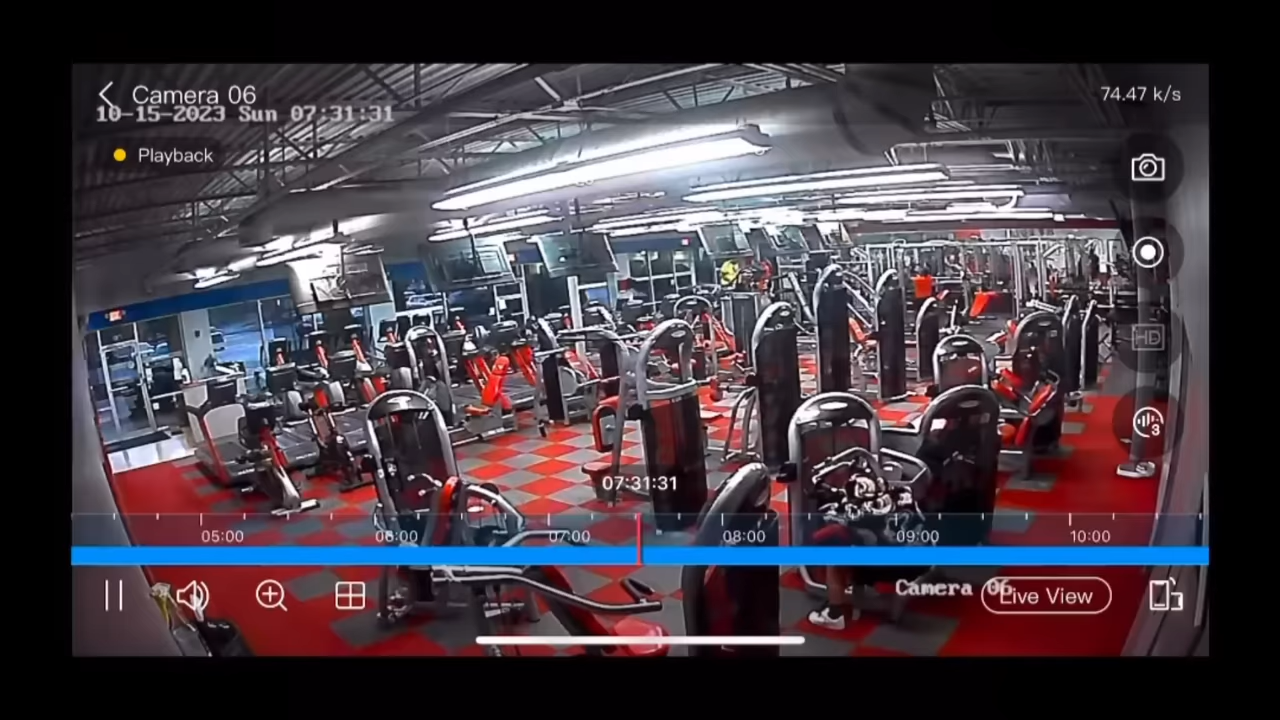 Camera 06
74.47 k/s
10-15-2023 Sun 07:31:31
Playback
HD
3
07:31:31
05:00 06:00 07:00 08:00 09:00 10:00
Camera 06
Live View